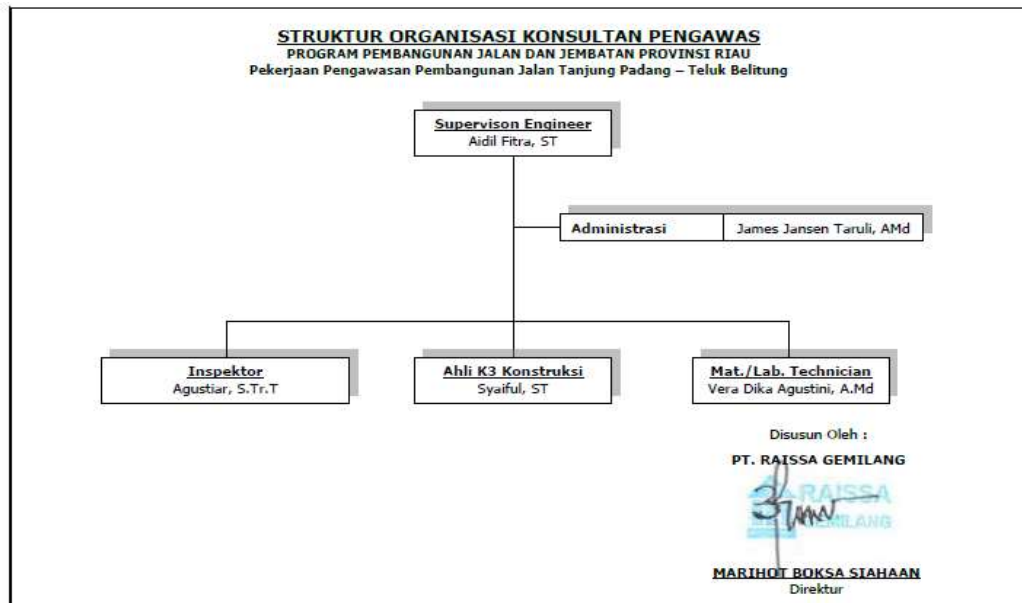 STRUKTUR ORGANISASI KONSULTAN PENGAWAS
PROGRAM PEMBANGUNAN JALAN DAN JEMBATAN PROVINSI RIAU
Pekerjaan Pengawasan Pembangunan Jalan Tanjung Padang – Teluk Belitung
Supervison Engineer
Aidil Fitra, ST
Administrasi James Jansen Taruli, AMd
Inspektor
Agustiar, S.Tr.T
Ahli K3 Konstruksi
Syaiful, ST
Mat./Lab. Technician
Vera Dika Agustini, A.Md
Disusun Oleh :
PT. RAISSA GEMILANG
RAISSA
GEMILANG
MARIHOT BOKSA SIAHAAN
Direktur